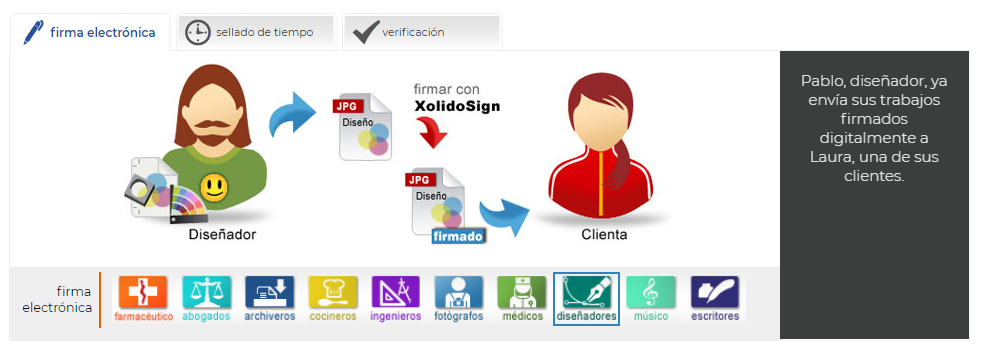 firma electrónica
sellado de tiempo
verificación
firmar con
XolidoSign
JPG
Diseño
JPG
Diseño
firmado
Diseñador
Clienta
Pablo, diseñador, ya
envía sus trabajos
firmados
digitalmente a
Laura, una de sus
clientes.
firma
electrónica
farmacéutico
abogados
archiveros
cocineros
ingenieros
fotògrafos
médicos
diseñadores
músico
escritores